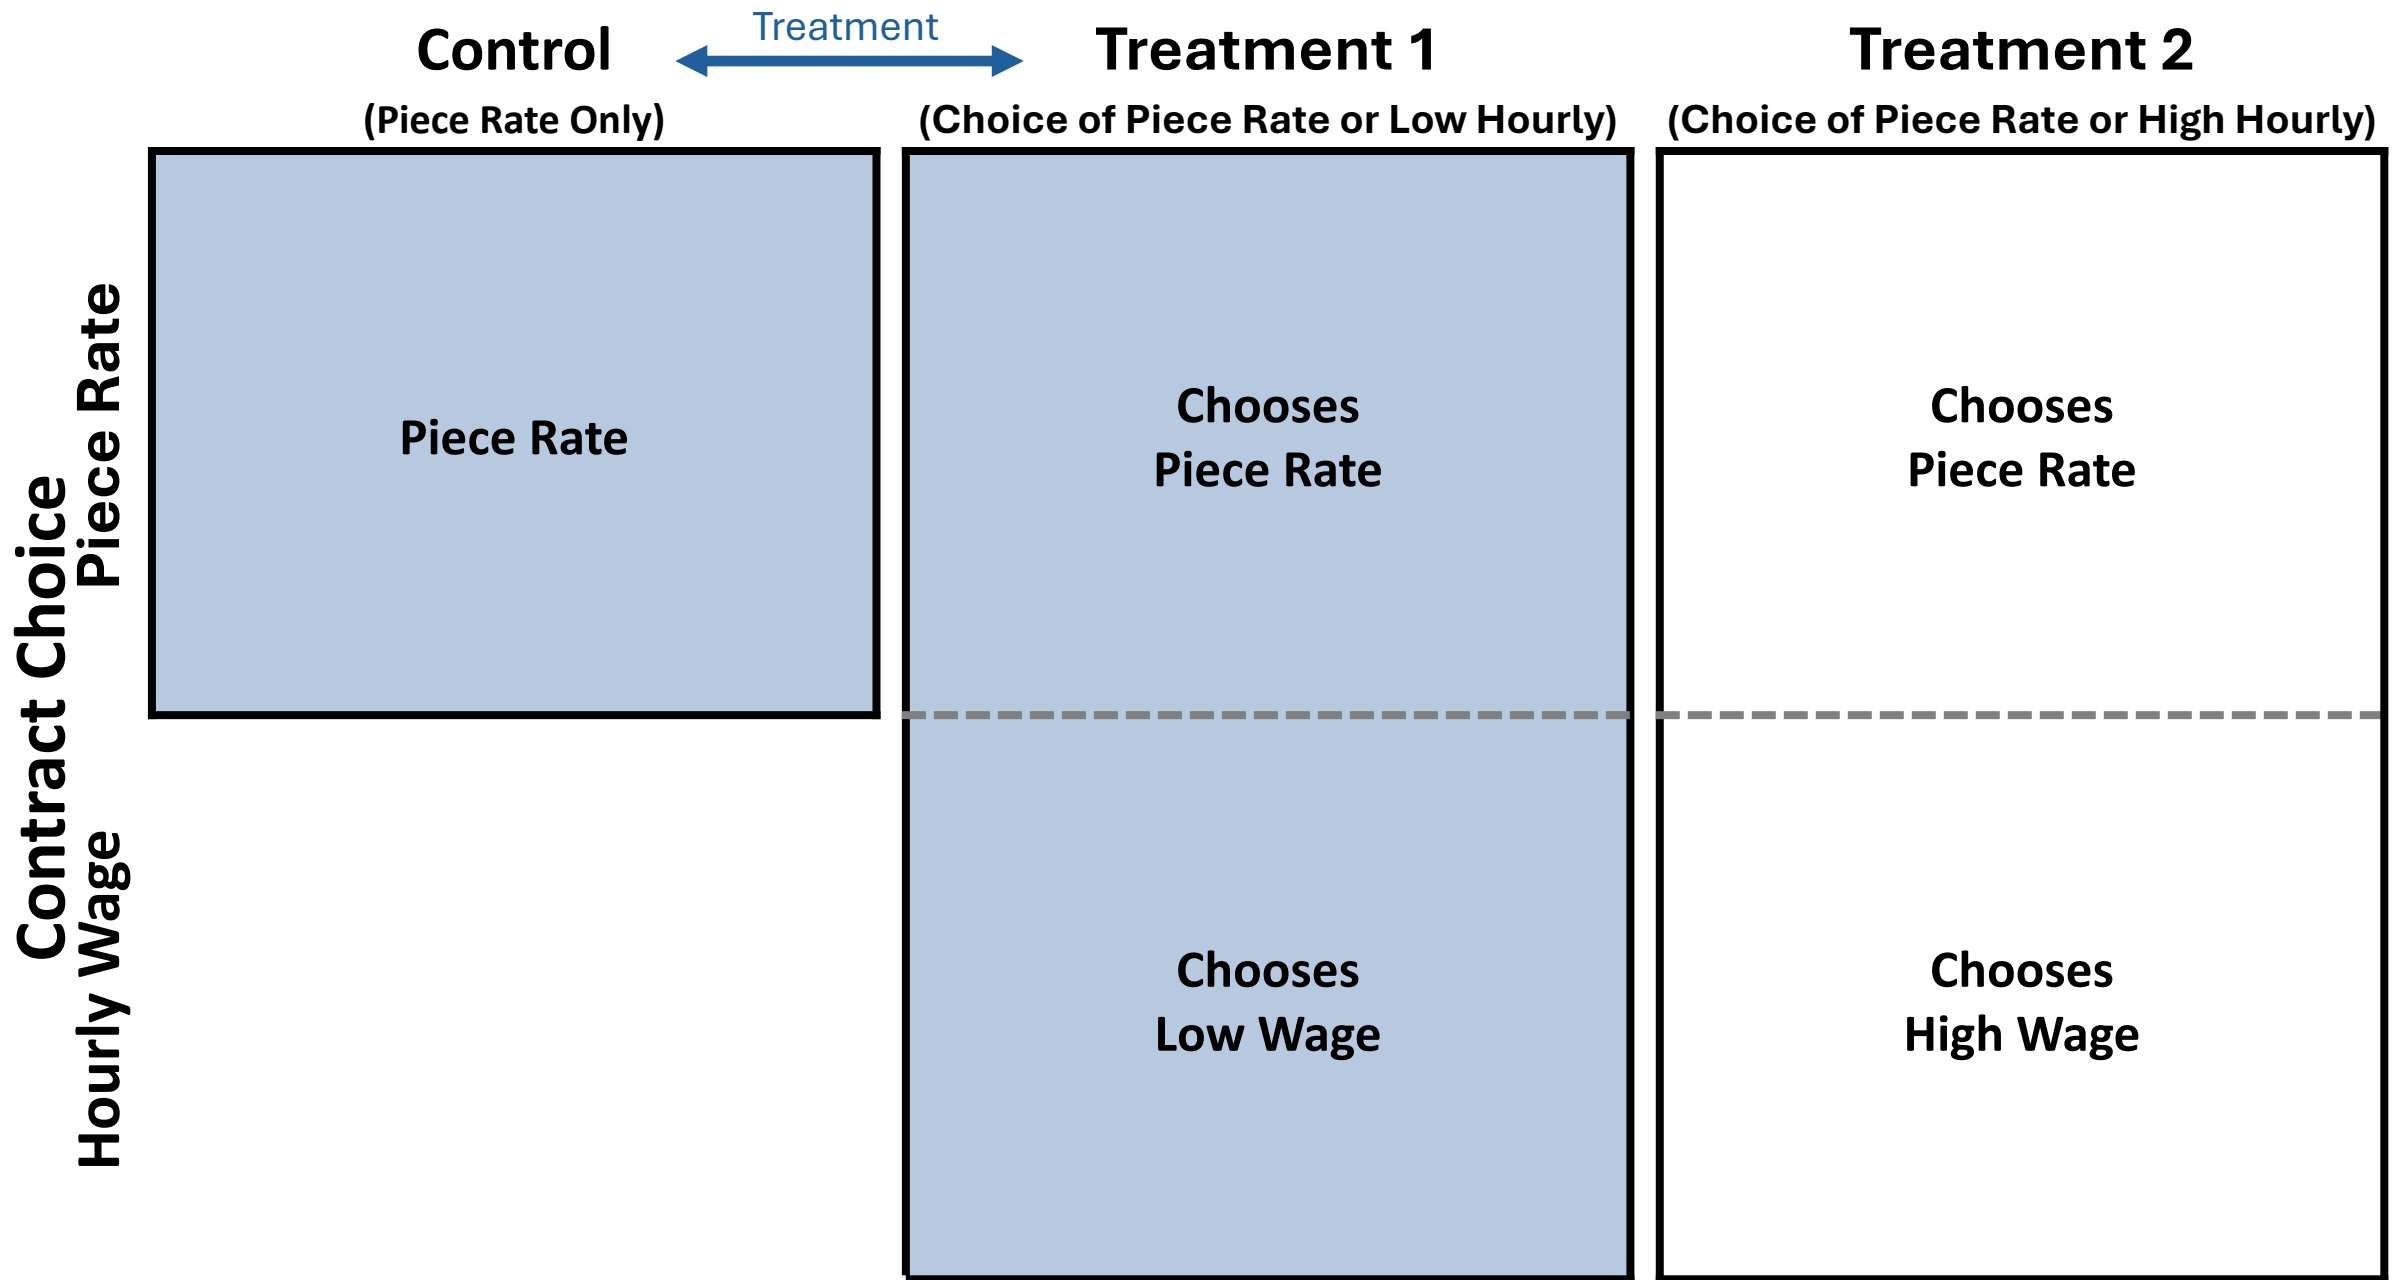 Control
Treatment
Treatment 1
Treatment 2
(Piece Rate Only)
(Choice of Piece Rate or Low Hourly)
(Choice of Piece Rate or High Hourly)
Contract Choice
Piece Rate
Hourly Wage
Piece Rate
Chooses
Piece Rate
Chooses
Piece Rate
Chooses
Low Wage
Chooses
High Wage